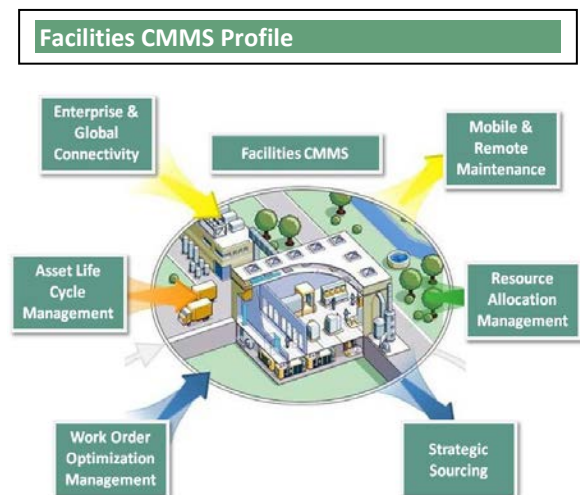 Facilities CMMS Profile
Enterprise &
Global
Connectivity
Facilities CMMS
Mobile &
Remote
Maintenance
Asset Life
Cycle
Management
Resource
Allocation
Management
Work Order
Optimization
Management
Strategic
Sourcing